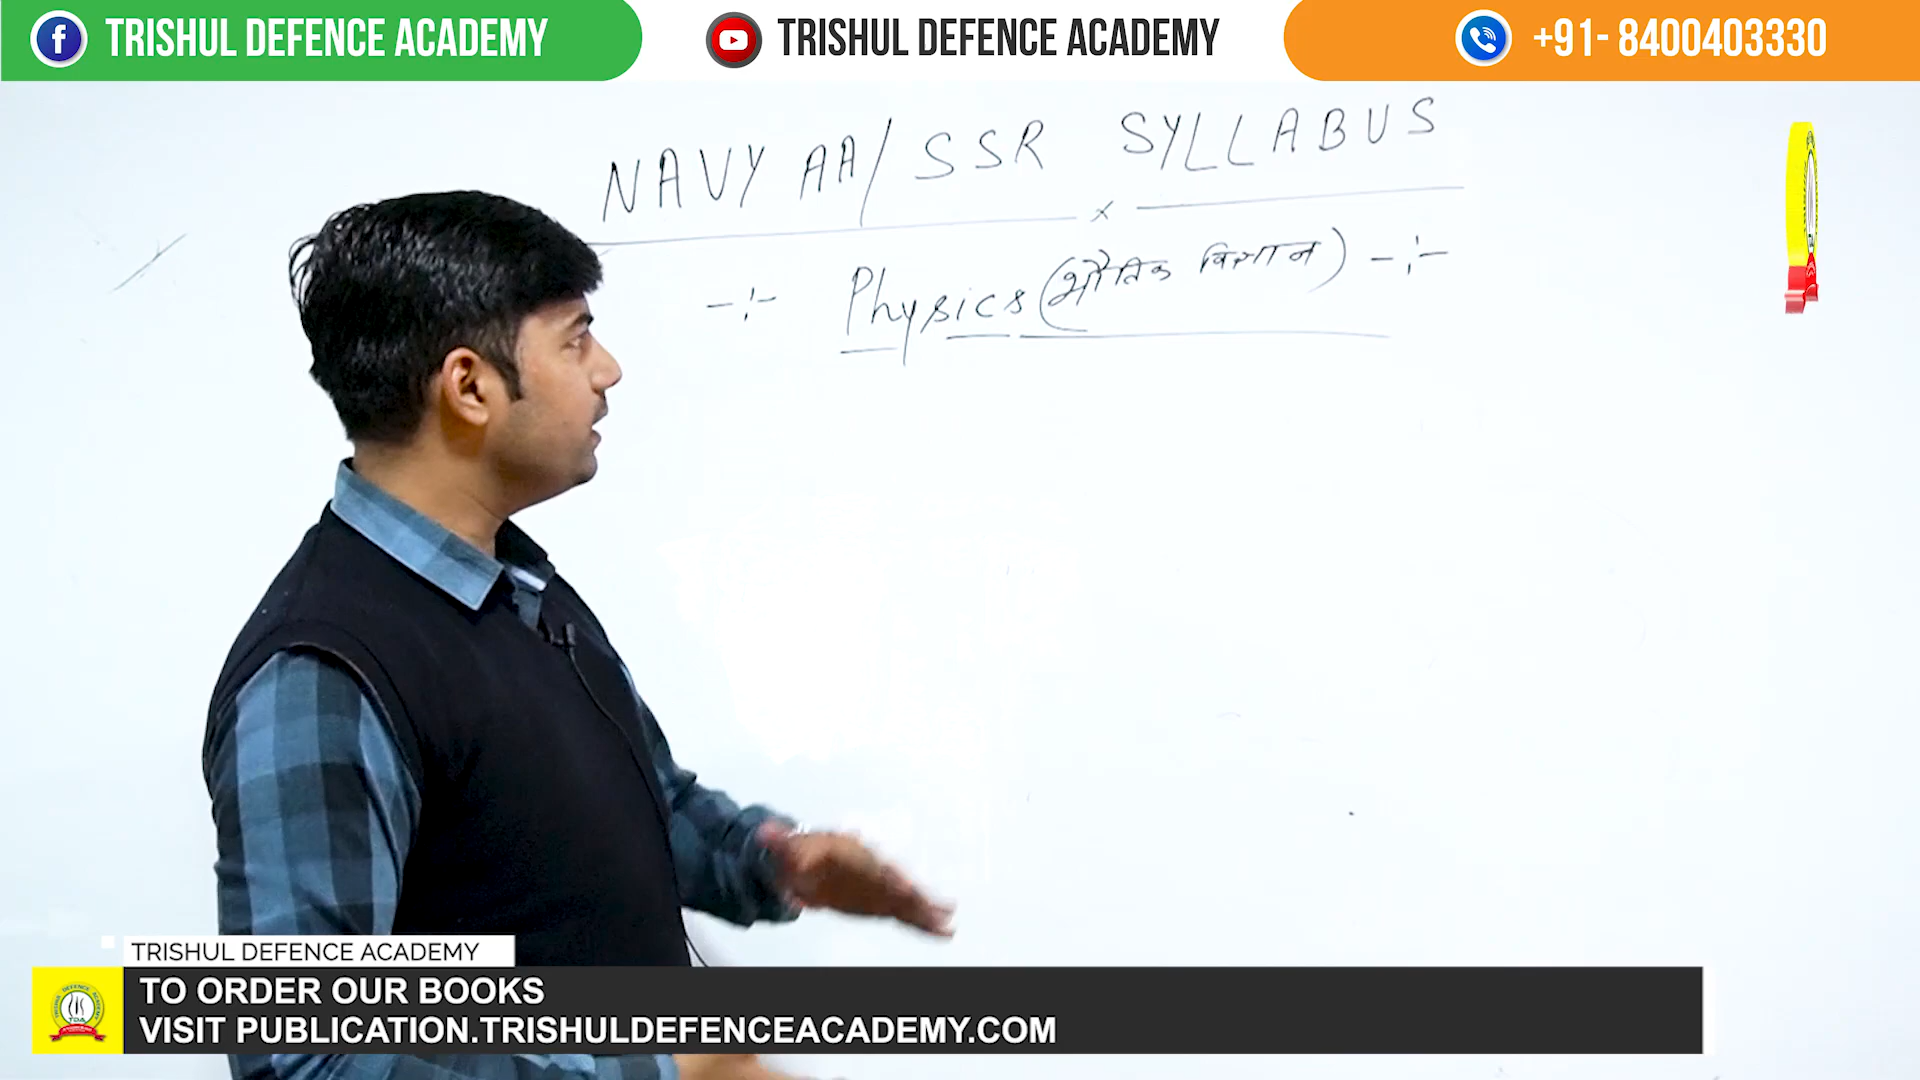 TRISHUL DEFENCE ACADEMY
TRISHUL DEFENCE ACADEMY
+91- 8400403330
NAVY AA/SSR SYLLABUS
Physics (भौतिक विज्ञान)
TRISHUL DEFENCE ACADEMY
TO ORDER OUR BOOKS
VISIT PUBLICATION.TRISHULDEFENCEACADEMY.COM